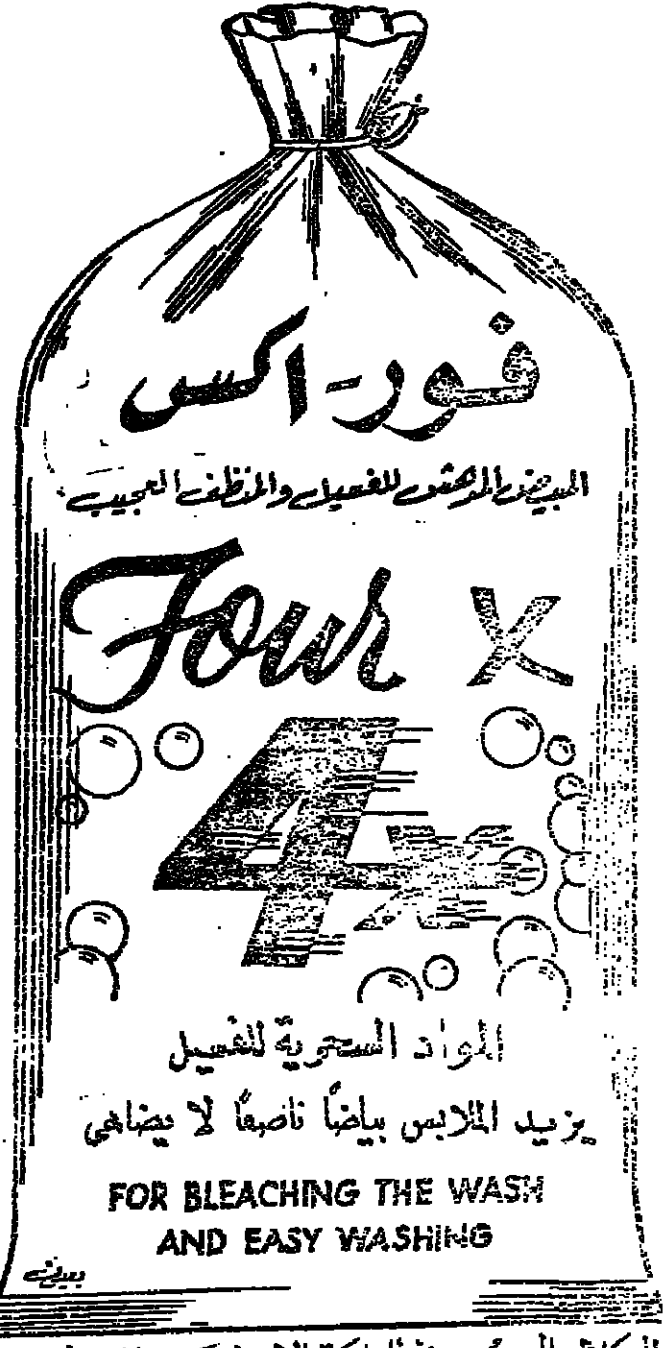 فور-اكس
المبيض المدهش للغسيل والمنظف العجيب
Four X
4x
المواد السحرية للغسيل
يزيد الملابس بياضاً ناصعاً لا يضاهى
FOR BLEACHING THE WASH
AND EASY WASHING